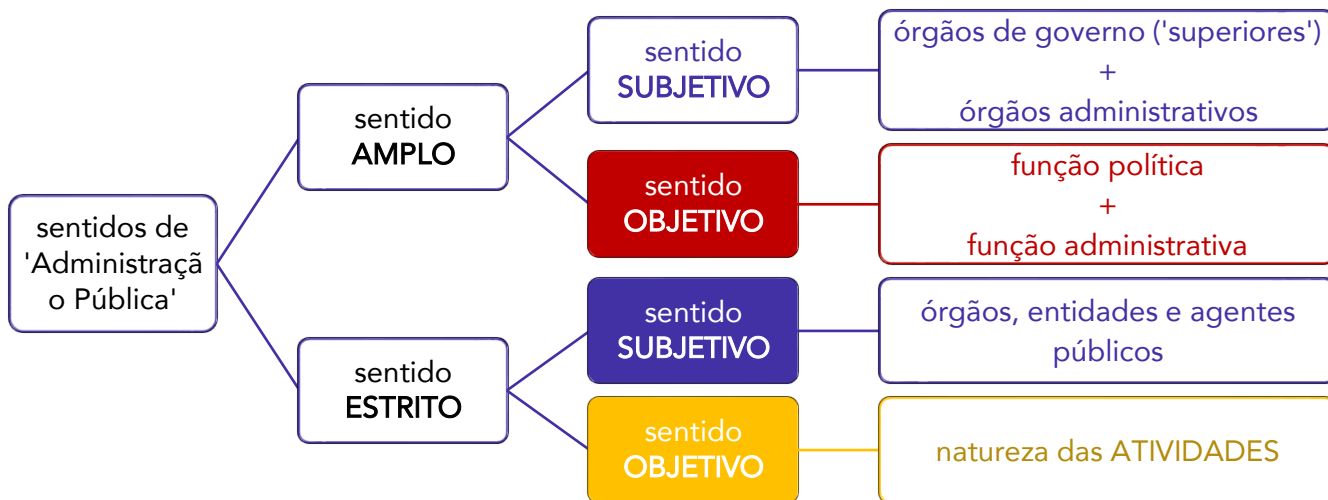 sentidos de
'Administraçã
o Pública'
sentido
AMPLO
sentido
SUBJETIVO
órgãos de governo ('superiores')
+
órgãos administrativos
sentido
OBJETIVO
função política
+
função administrativa
sentido
ESTRITO
sentido
SUBJETIVO
órgãos, entidades e agentes
públicos
sentido
OBJETIVO
natureza das ATIVIDADES